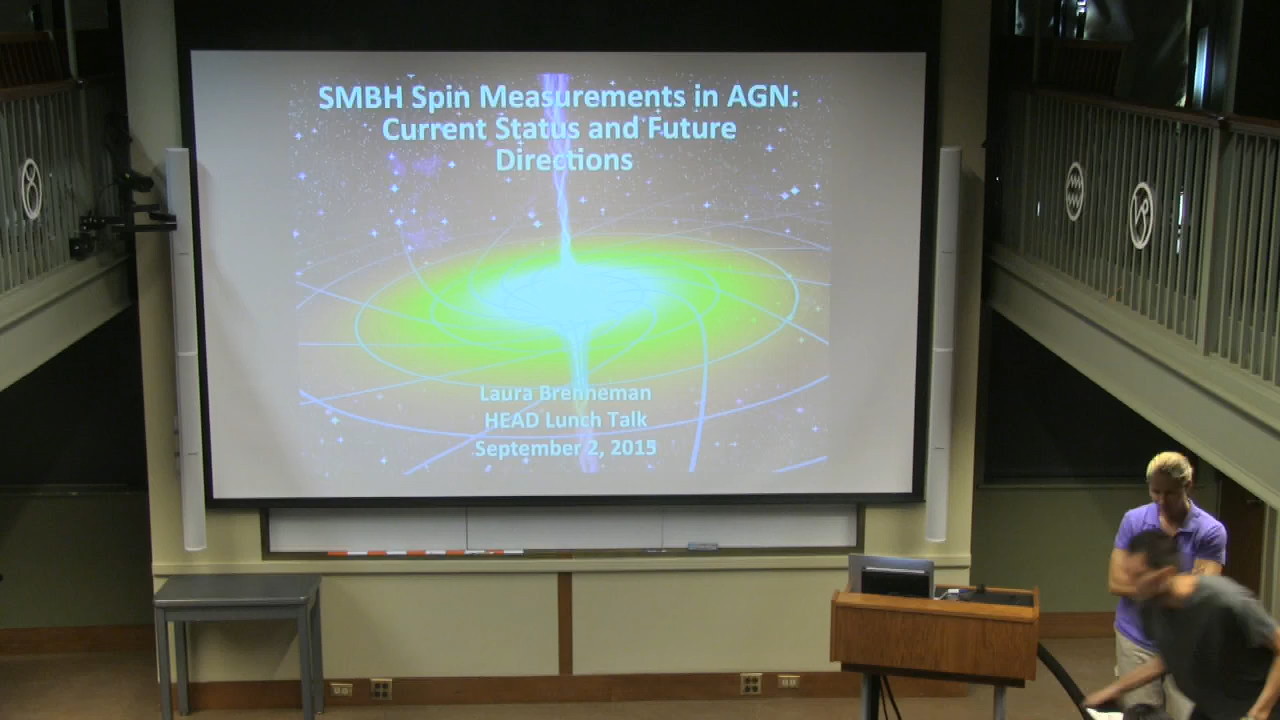 SMBH Spin Measurements in AGN:
Current Status and Future
Directions
Laura Brenneman
HEAD Lunch Talk
September 2, 2015